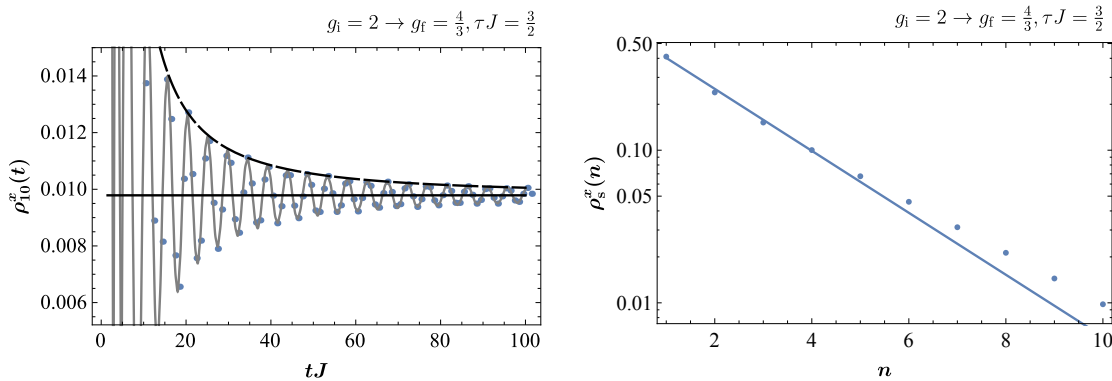 g_i = 2 → g_f = 4/3, τJ = 3/2
0.014
0.012
0.010
0.008
0.006
ρ^x_10(t)
0 20 40 60 80 100
tJ
g_i = 2 → g_f = 4/3, τJ = 3/2
0.50
0.10
0.05
0.01
ρ^x_s(n)
2 4 6 8 10
n